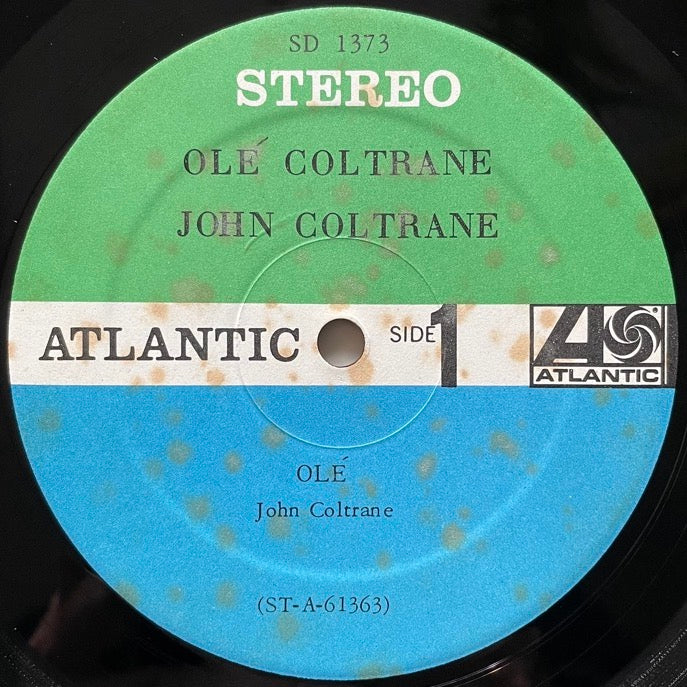 SD 1373
STEREO
OLÉ COLTRANE
JOHN COLTRANE
ATLANTIC
SIDE 1
A
ATLANTIC
OLÉ
John Coltrane
(ST-A-61363)